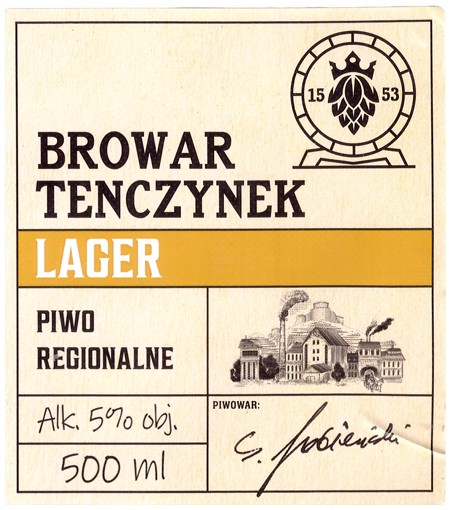 15 53
BROWAR
TENCZYNEK
LAGER
PIWO
REGIONALNE
Alk. 5% obj.
500 ml
PIWOWAR: